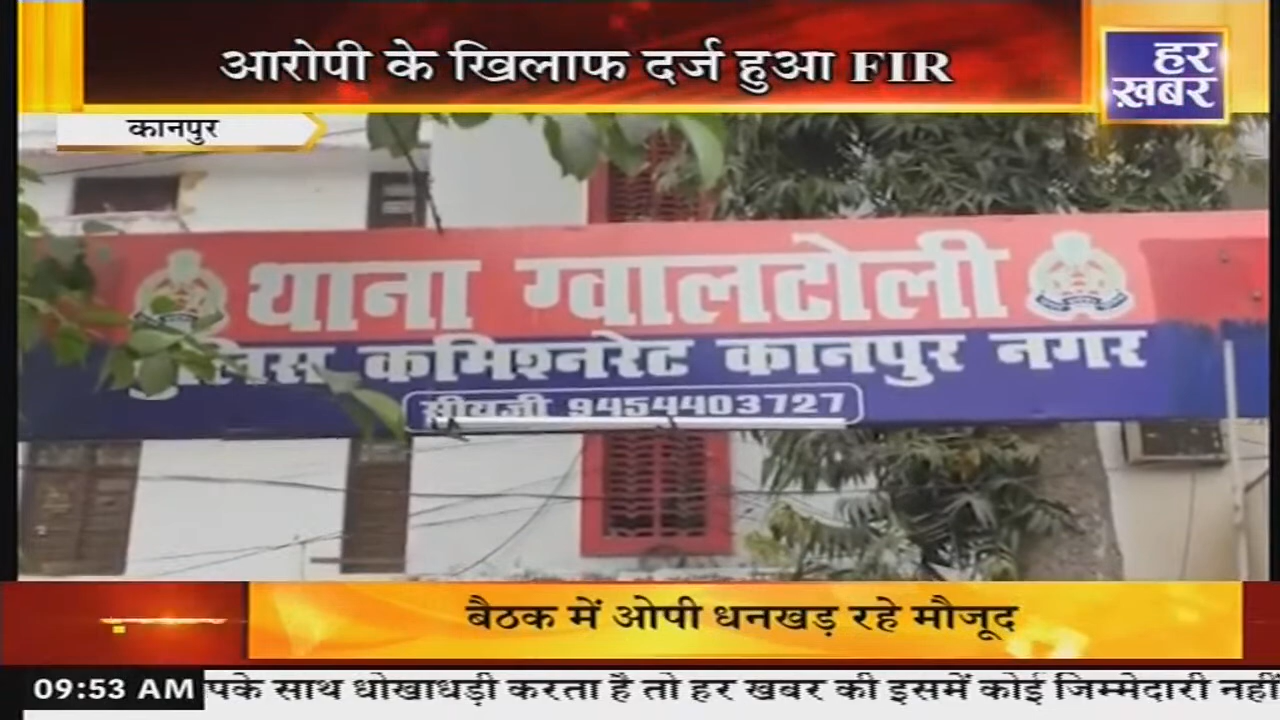 आरोपी के खिलाफ दर्ज हुआ FIR
हर
ख़बर
कानपुर
थाना ग्वालटोली
पुलिस कमिश्नरेट कानपुर नगर
सीयूजी 9454403727
बैठक में ओपी धनखड़ रहे मौजूद
09:53 AM
पके साथ धोखाधड़ी करता है तो हर खबर की इसमें कोई जिम्मेदारी नहीं